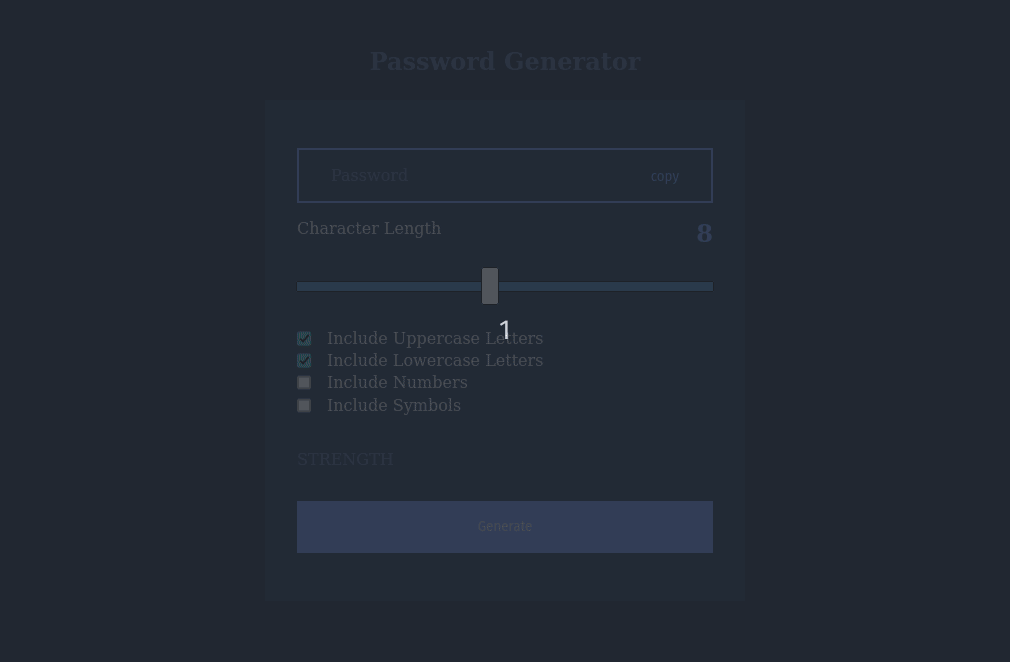 Password Generator
Password copy
Character Length 8
1
Include Uppercase Letters
Include Lowercase Letters
Include Numbers
Include Symbols
STRENGTH
Generate